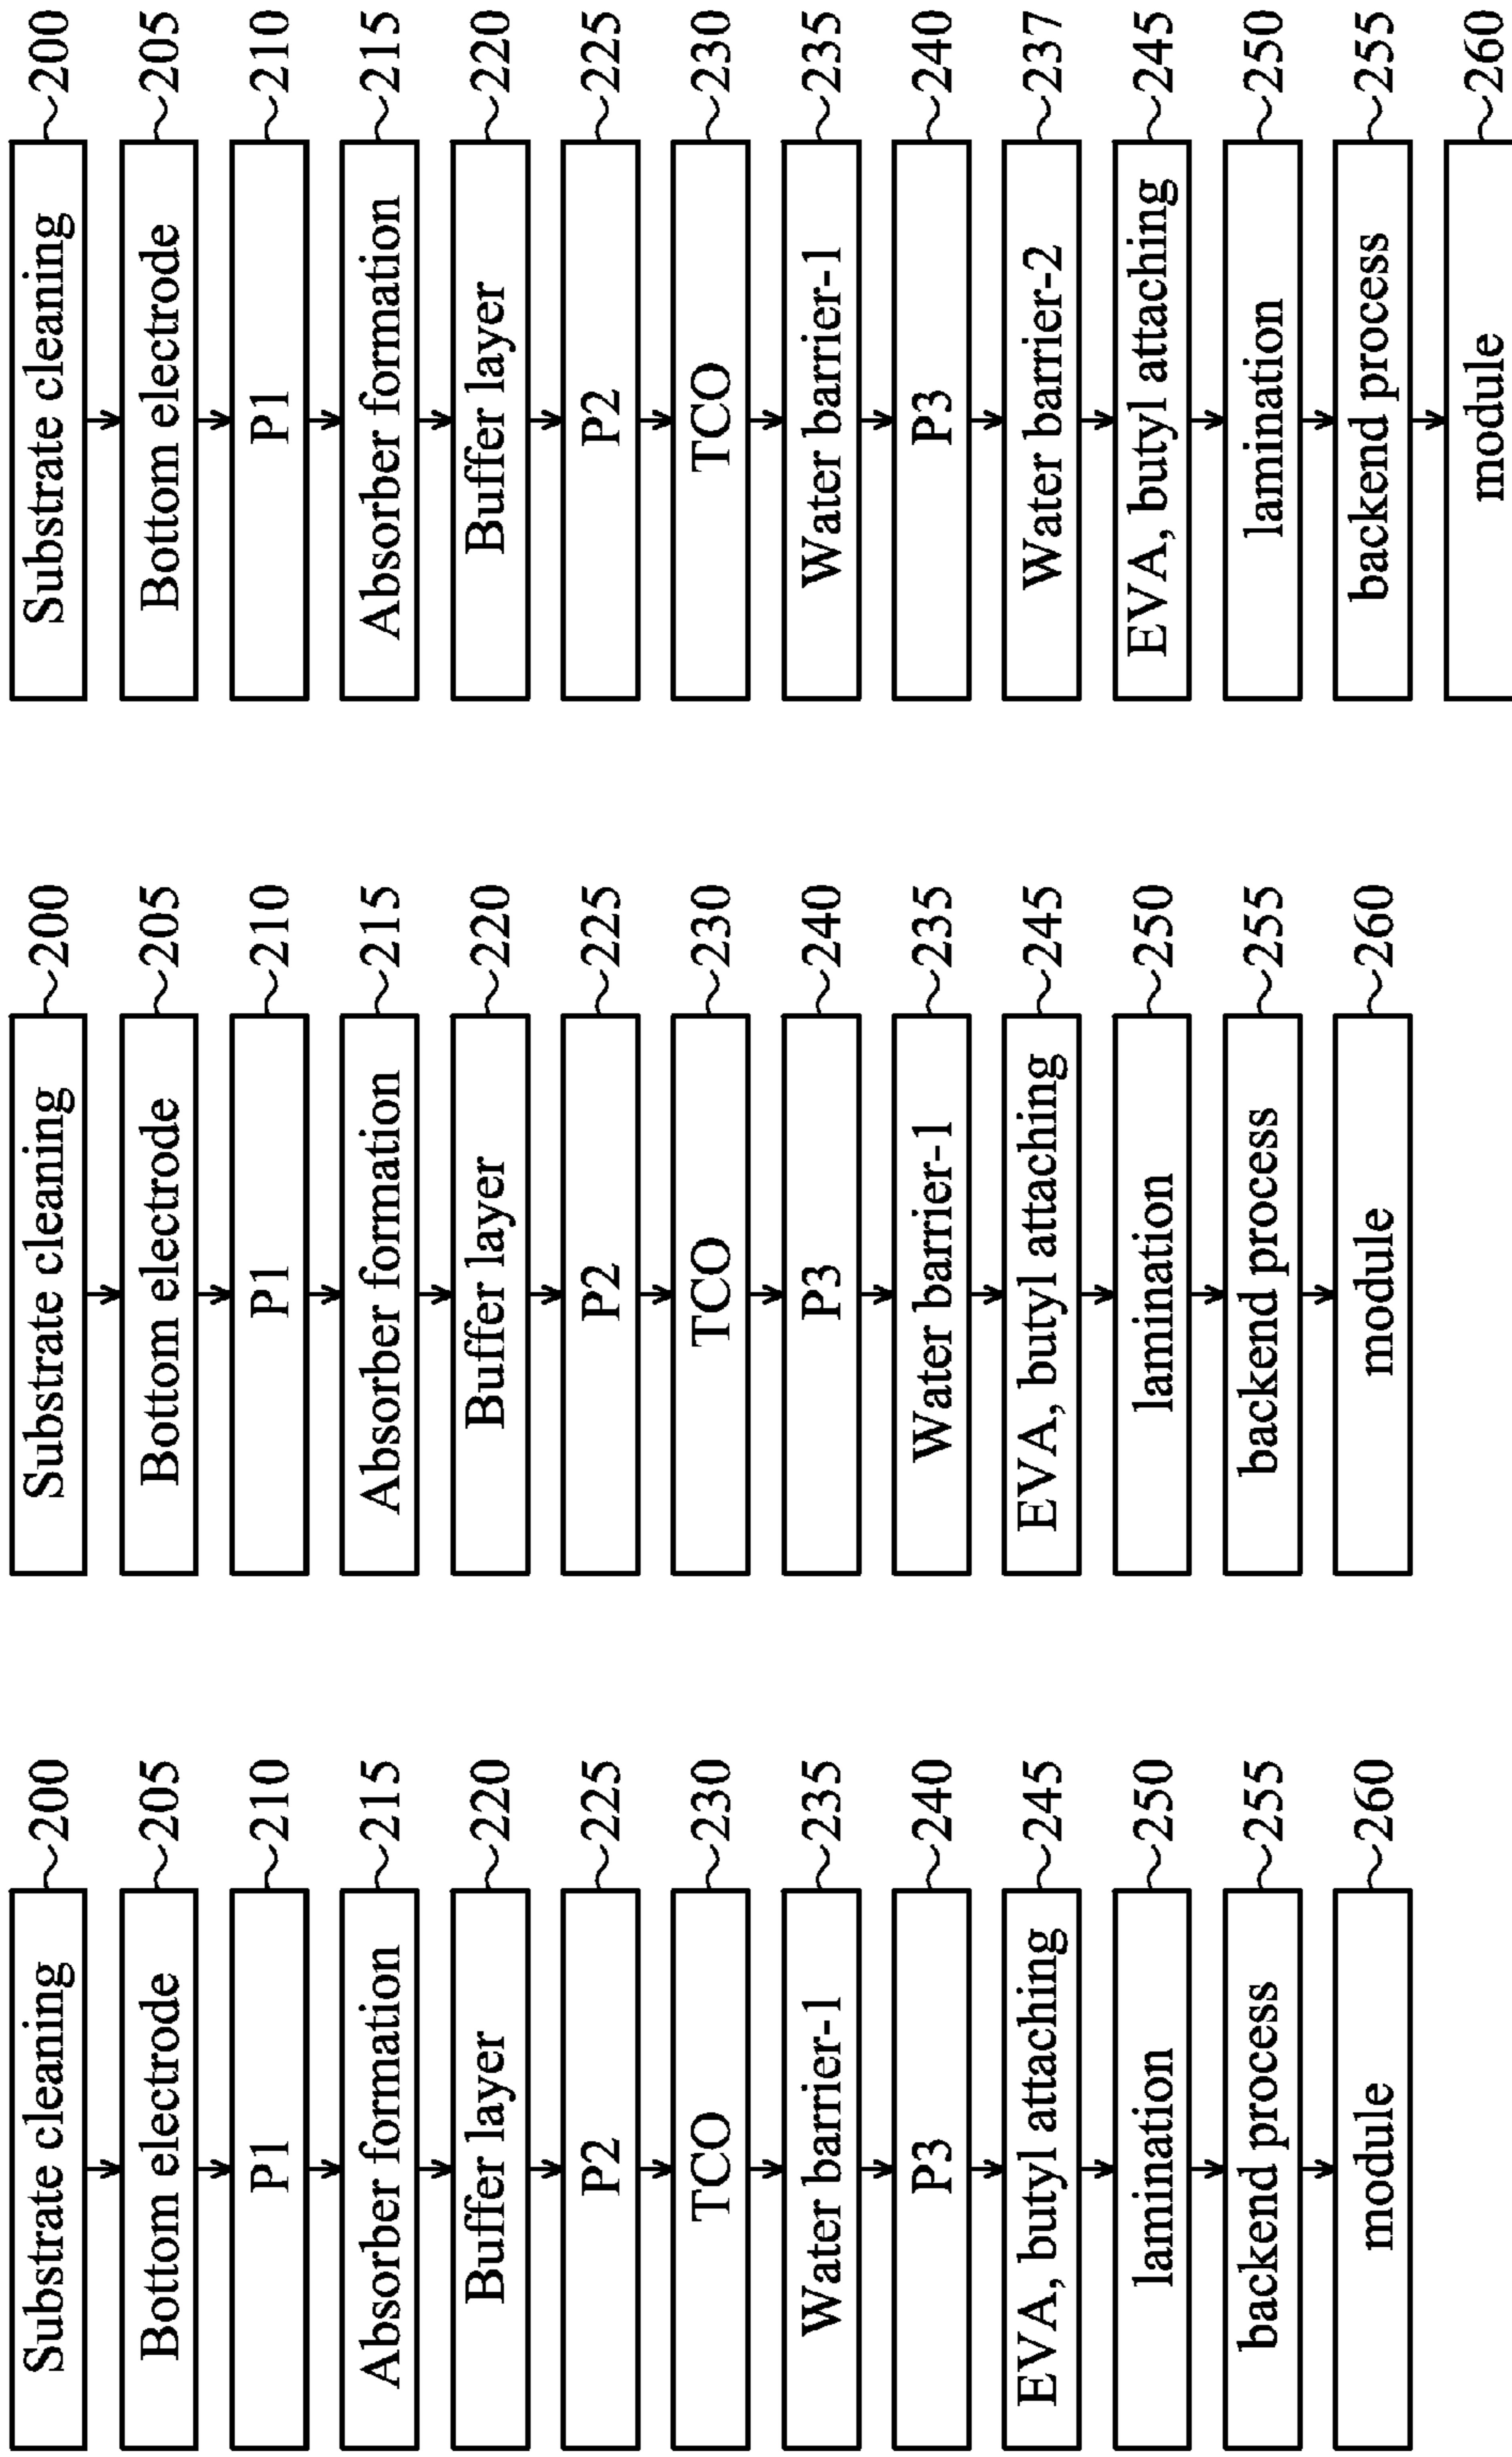 Substrate cleaning 200
Bottom electrode 205
P1 210
Absorber formation 215
Buffer layer 220
P2 225
TCO 230
Water barrier-1 235
P3 240
EVA, butyl attaching 245
lamination 250
backend process 255
module 260
Substrate cleaning 200
Bottom electrode 205
P1 210
Absorber formation 215
Buffer layer 220
P2 225
TCO 230
P3 240
Water barrier-1 235
EVA, butyl attaching 245
lamination 250
backend process 255
module 260
Substrate cleaning 200
Bottom electrode 205
P1 210
Absorber formation 215
Buffer layer 220
P2 225
TCO 230
Water barrier-1 235
P3 240
Water barrier-2 237
EVA, butyl attaching 245
lamination 250
backend process 255
module 260